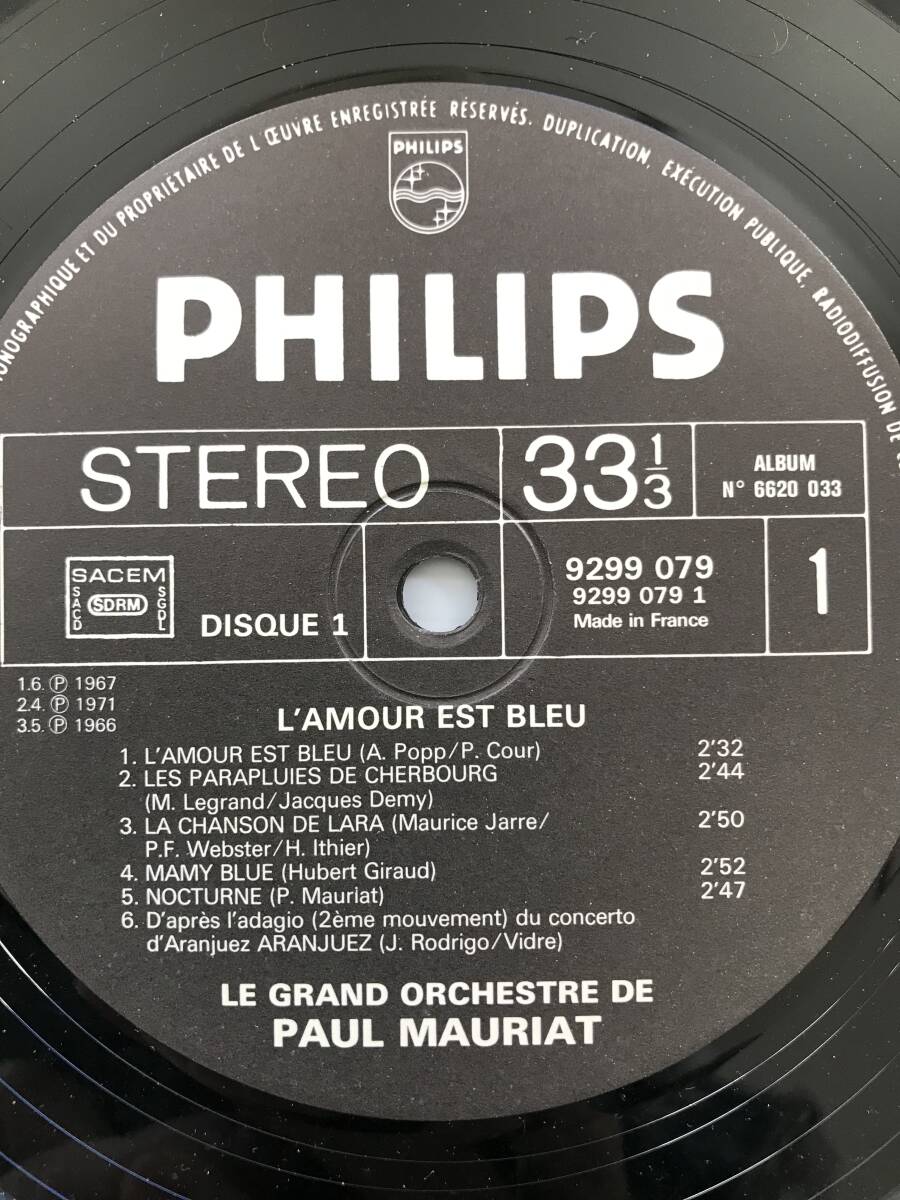 PHONOGRAPHIQUE ET DU PROPRIÉTAIRE DE L'ŒUVRE ENREGISTRÉE RÉSERVÉS. DUPLICATION, EXÉCUTION PUBLIQUE, RADIODIFFUSION DE
PHILIPS
PHILIPS
STEREO
33 1/3
ALBUM
N° 6620 033
SACEM
SACD
SDRM
SGDL
DISQUE 1
9299 079
9299 079 1
Made in France
1
1.6. Ⓟ 1967
2.4. Ⓟ 1971
3.5. Ⓟ 1966
L'AMOUR EST BLEU
1. L'AMOUR EST BLEU (A. Popp/P. Cour) 2'32
2. LES PARAPLUIES DE CHERBOURG 2'44
(M. Legrand/Jacques Demy)
3. LA CHANSON DE LARA (Maurice Jarre/ 2'50
P.F. Webster/H. Ithier)
4. MAMY BLUE (Hubert Giraud) 2'52
5. NOCTURNE (P. Mauriat) 2'47
6. D'après l'adagio (2ème mouvement) du concerto
d'Aranjuez ARANJUEZ (J. Rodrigo/Vidre)
LE GRAND ORCHESTRE DE
PAUL MAURIAT